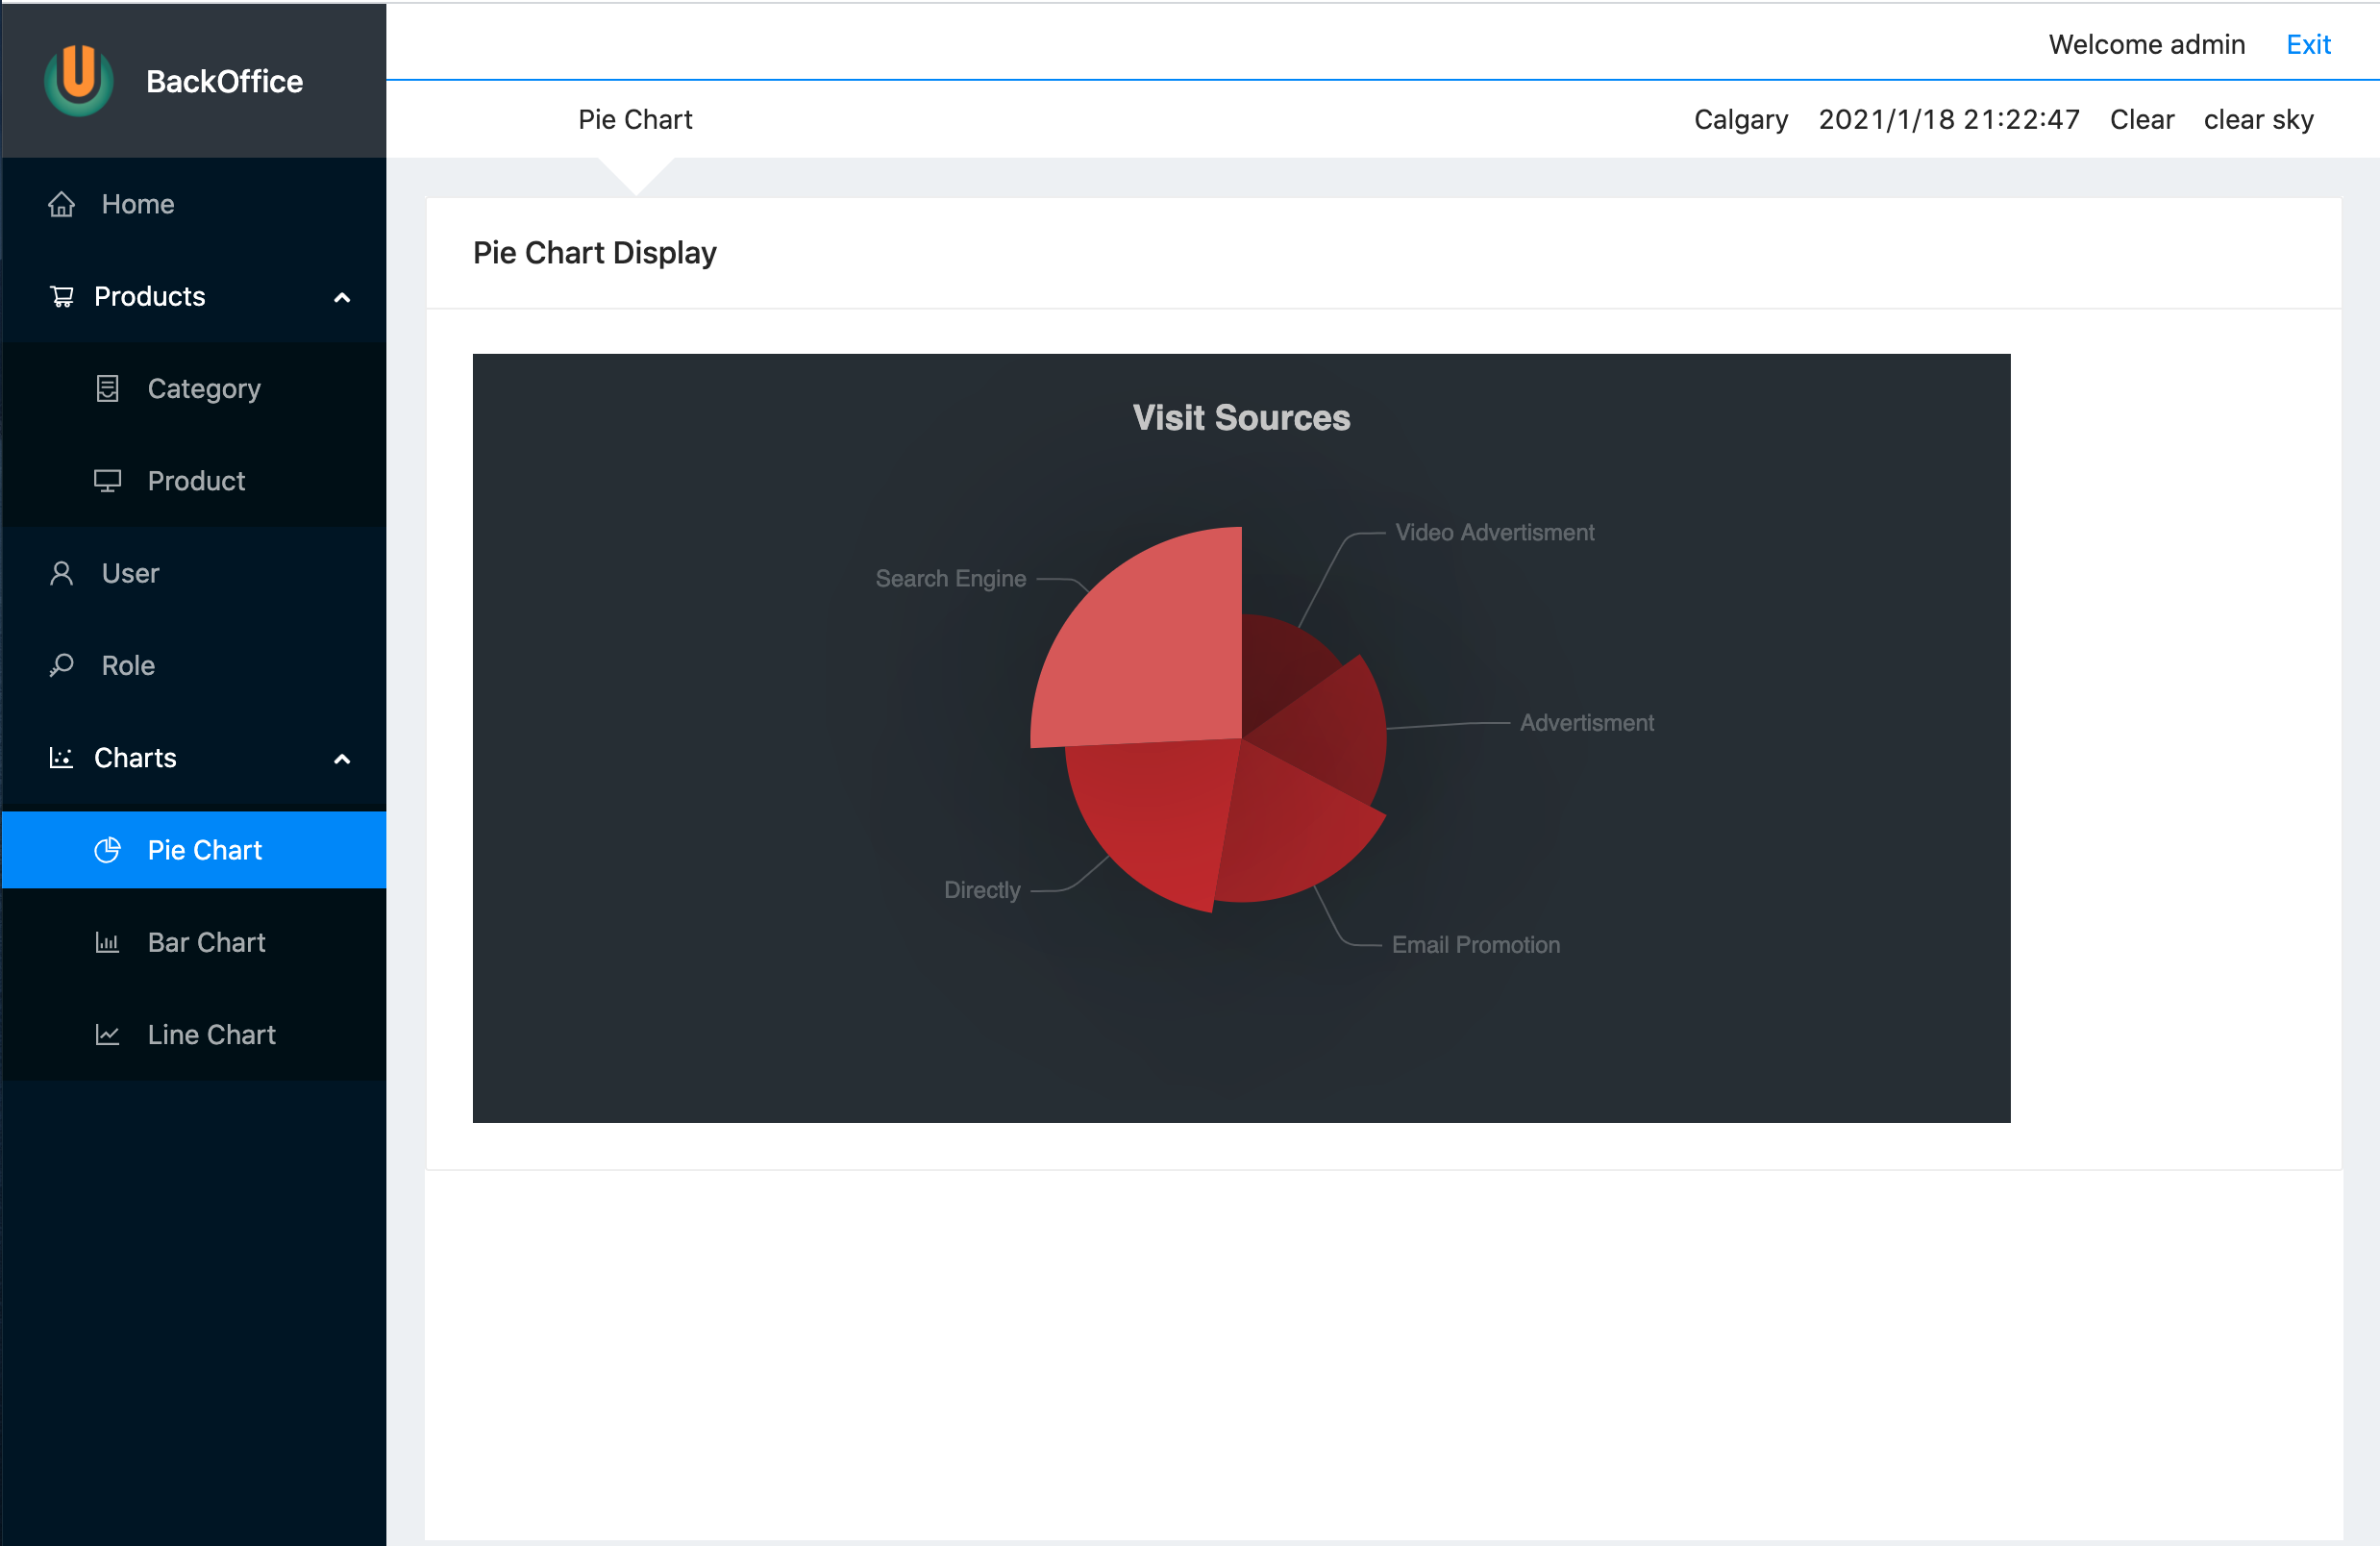 BackOffice
Welcome admin Exit
Pie Chart
Calgary 2021/1/18 21:22:47 Clear clear sky
Home
Products
Category
Product
User
Role
Charts
Pie Chart
Bar Chart
Line Chart
Pie Chart Display
Visit Sources
Video Advertisment
Search Engine
Advertisment
Directly
Email Promotion